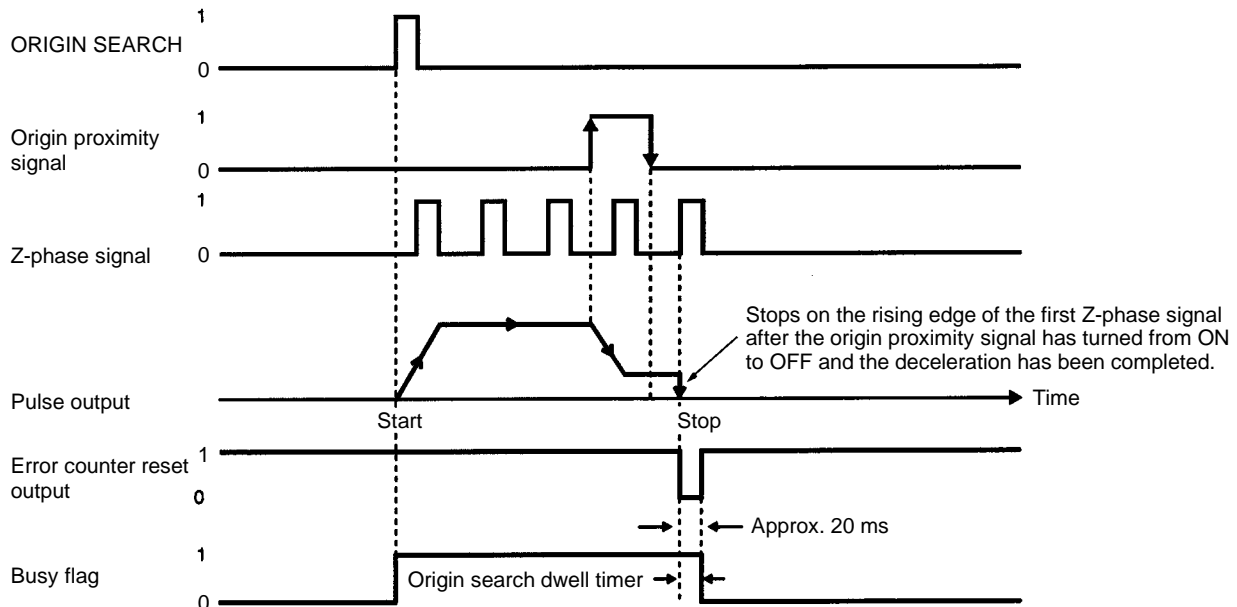 1
ORIGIN SEARCH
0
1
Origin proximity
signal
0
1
Z-phase signal
0
Stops on the rising edge of the first Z-phase signal
after the origin proximity signal has turned from ON
to OFF and the deceleration has been completed.
Pulse output
Time
Start
Stop
Error counter reset
output
1
0
Approx. 20 ms
1
Busy flag
Origin search dwell timer
0